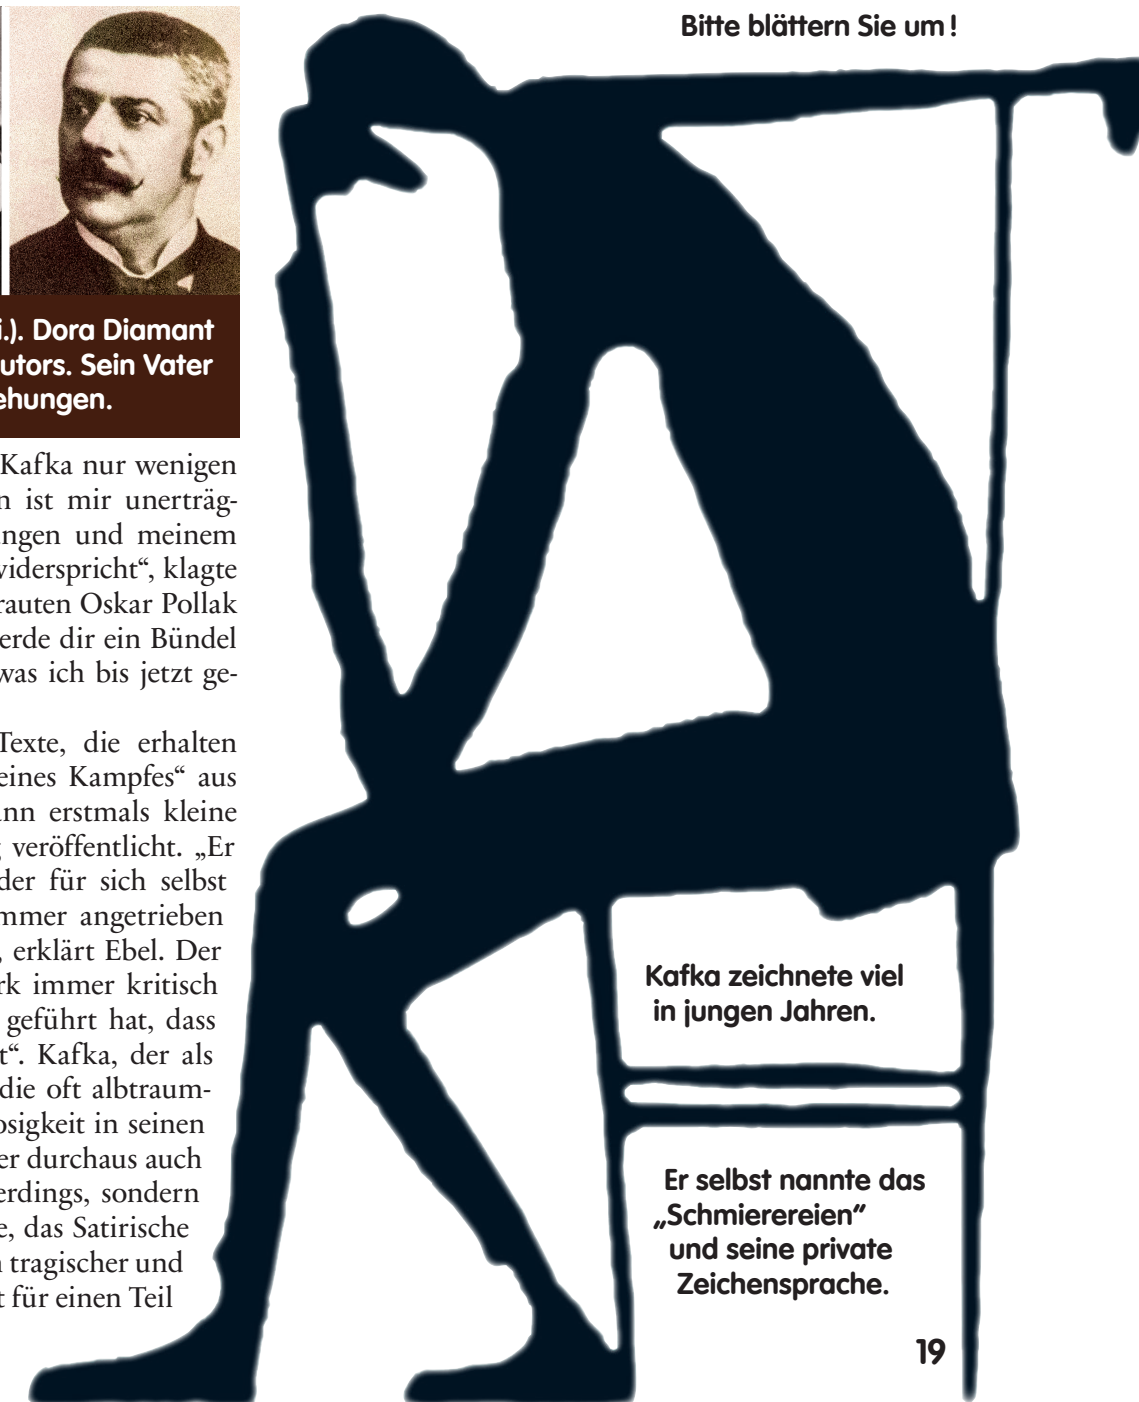 Bitte blättern Sie um !
i.). Dora Diamant
utors. Sein Vater
ehungen.
Kafka nur wenigen
n ist mir unerträg-
ungen und meinem
widerspricht“, klagte
rauten Oskar Pollak
erde dir ein Bündel
was ich bis jetzt ge-
Texte, die erhalten
eines Kampfes“ aus
ann erstmals kleine
g veröffentlicht. „Er
der für sich selbst
mmer angetrieben
, erklärt Ebel. Der
rk immer kritisch
geführt hat, dass
t“. Kafka, der als
die oft albtraum-
osigkeit in seinen
er durchaus auch
erdings, sondern
e, das Satirische
n tragischer und
t für einen Teil
Kafka zeichnete viel
in jungen Jahren.
Er selbst nannte das
„Schmierereien“
und seine private
Zeichensprache.
19